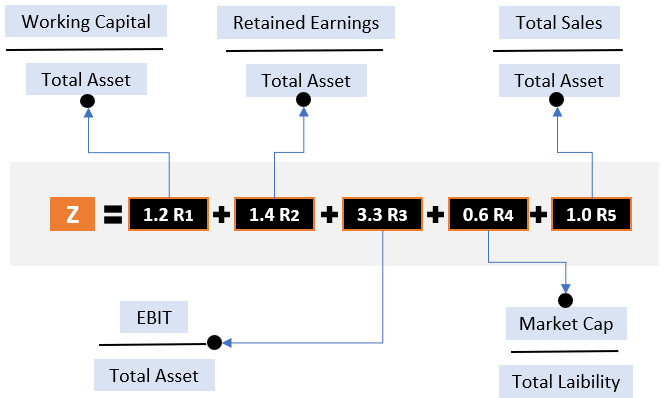 Working Capital
Total Asset
Retained Earnings
Total Asset
Total Sales
Total Asset
Z = 1.2 R1 + 1.4 R2 + 3.3 R3 + 0.6 R4 + 1.0 R5
EBIT
Total Asset
Market Cap
Total Laibility